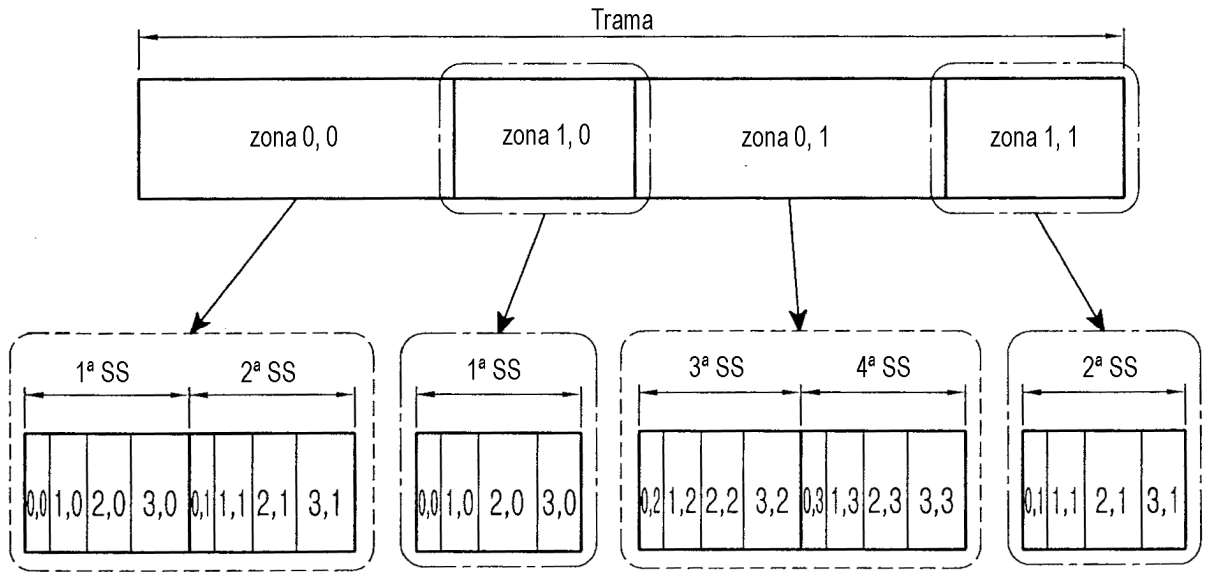 Trama
zona 0, 0 zona 1, 0 zona 0, 1 zona 1, 1
1ª SS 2ª SS 1ª SS 3ª SS 4ª SS 2ª SS
0,0 1,0 2,0 3,0 0,1 1,1 2,1 3,1 0,0 1,0 2,0 3,0 0,2 1,2 2,2 3,2 0,3 1,3 2,3 3,3 0,1 1,1 2,1 3,1